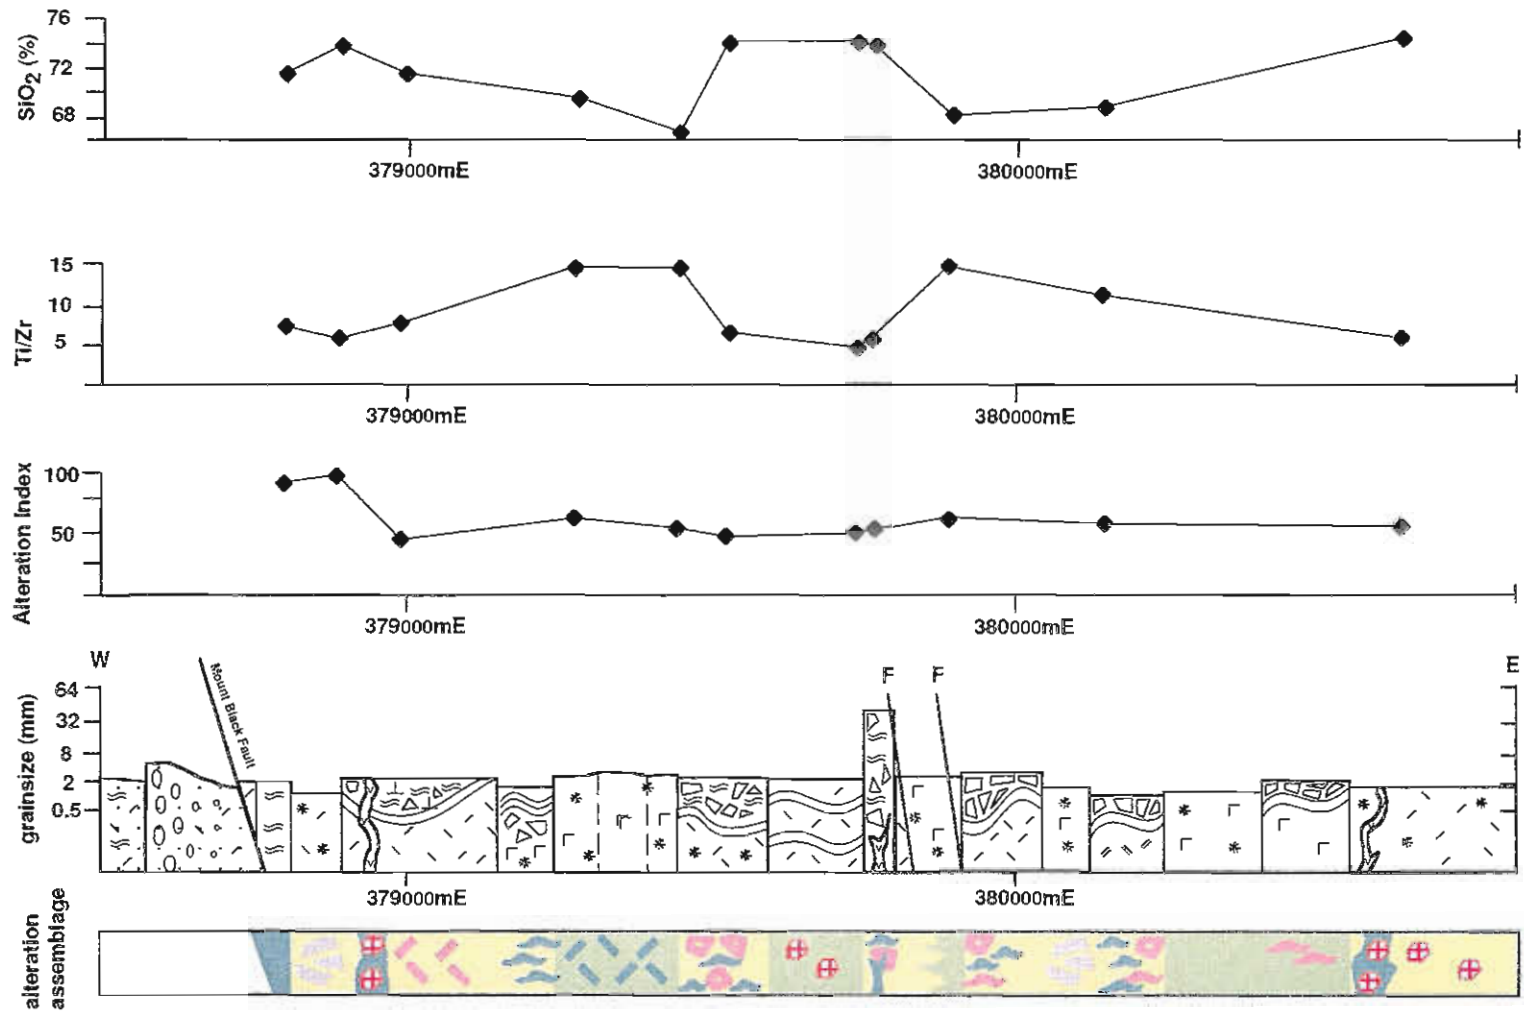 76
72
68
SiO2 (%)
379000mE
380000mE
15
10
5
Ti/Zr
379000mE
380000mE
100
50
Alteration Index
379000mE
380000mE
W
E
64
32
8
2
0.5
grainsize (mm)
Mount Black Fault
F
F
379000mE
380000mE
alteration
assemblage